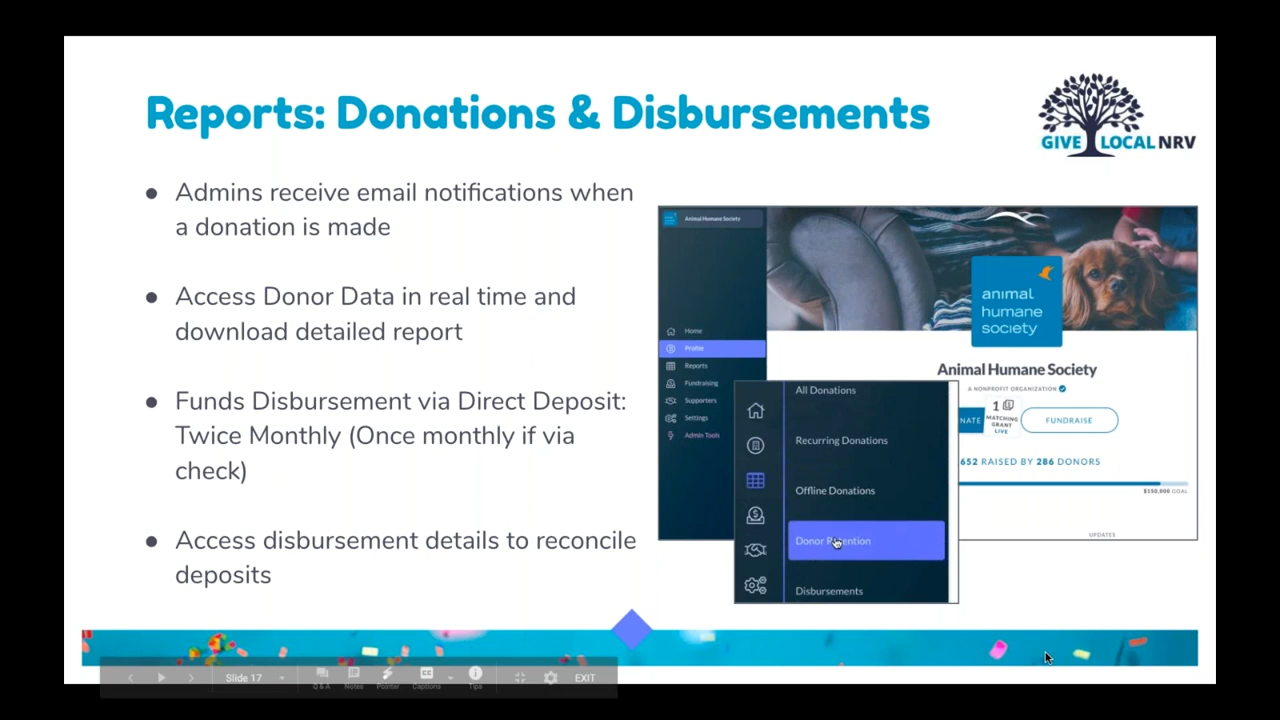 Reports: Donations & Disbursements
GIVE LOCAL NRV
● Admins receive email notifications when
a donation is made
● Access Donor Data in real time and
download detailed report
● Funds Disbursement via Direct Deposit:
Twice Monthly (Once monthly if via
check)
● Access disbursement details to reconcile
deposits
Animal Humane Society
Home
Profile
Reports
Fundraising
Supporters
Settings
Admin Tools
animal
humane
society
Animal Humane Society
A NONPROFIT ORGANIZATION
NATE
1
MATCHING
GRANT
LIVE
FUNDRAISE
652 RAISED BY 286 DONORS
$150,000 GOAL
UPDATES
All Donations
Recurring Donations
Offline Donations
Donor Retention
Disbursements
Slide 17
Q & A
Notes
Pointer
Captions
Tips
EXIT